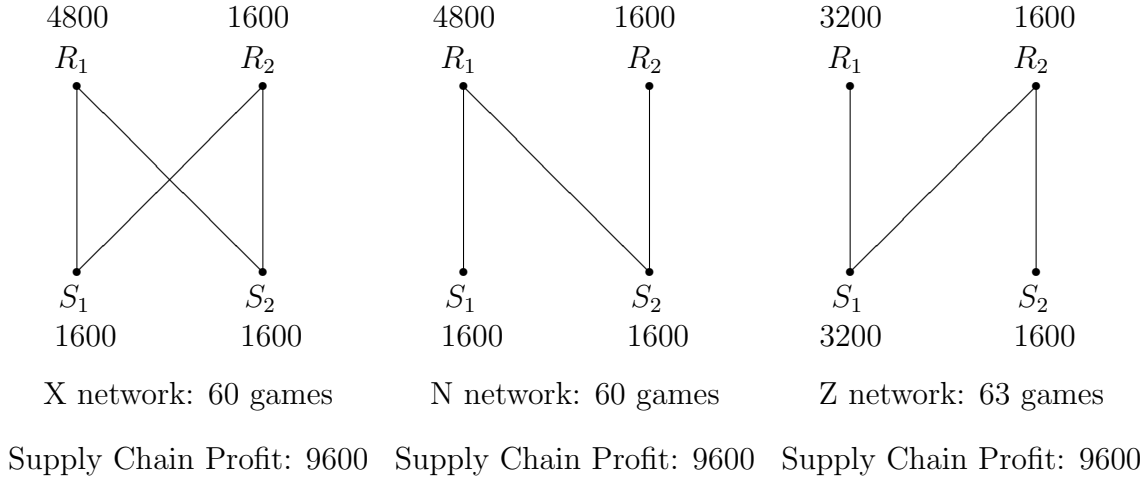 4800 1600 4800 1600 3200 1600
R1 R2 R1 R2 R1 R2
S1 S2 S1 S2 S1 S2
1600 1600 1600 1600 3200 1600
X network: 60 games N network: 60 games Z network: 63 games
Supply Chain Profit: 9600 Supply Chain Profit: 9600 Supply Chain Profit: 9600